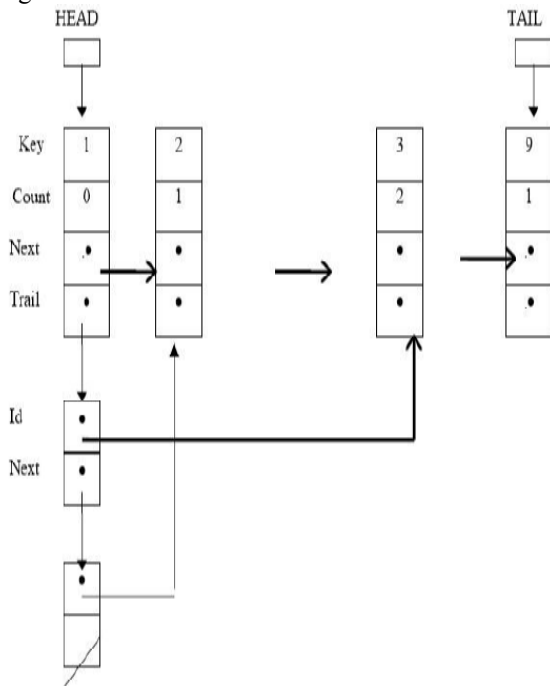 HEAD TAIL
Key 1 2 3 9
Count 0 1 2 1
Next
Trail
Id
Next